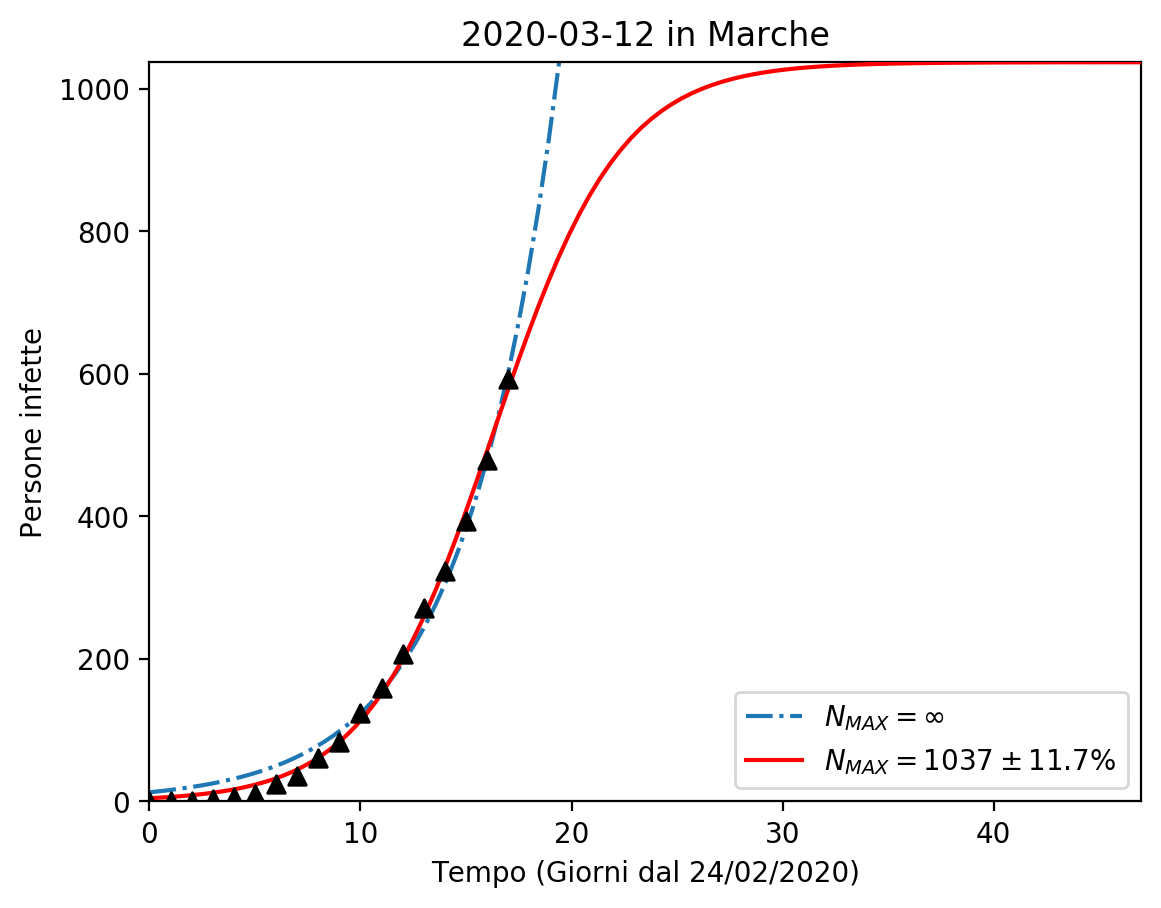 2020-03-12 in Marche
1000
800
600
400
200
0
Persone infette
0 10 20 30 40
Tempo (Giorni dal 24/02/2020)
N_MAX = ∞
N_MAX = 1037 ± 11.7%